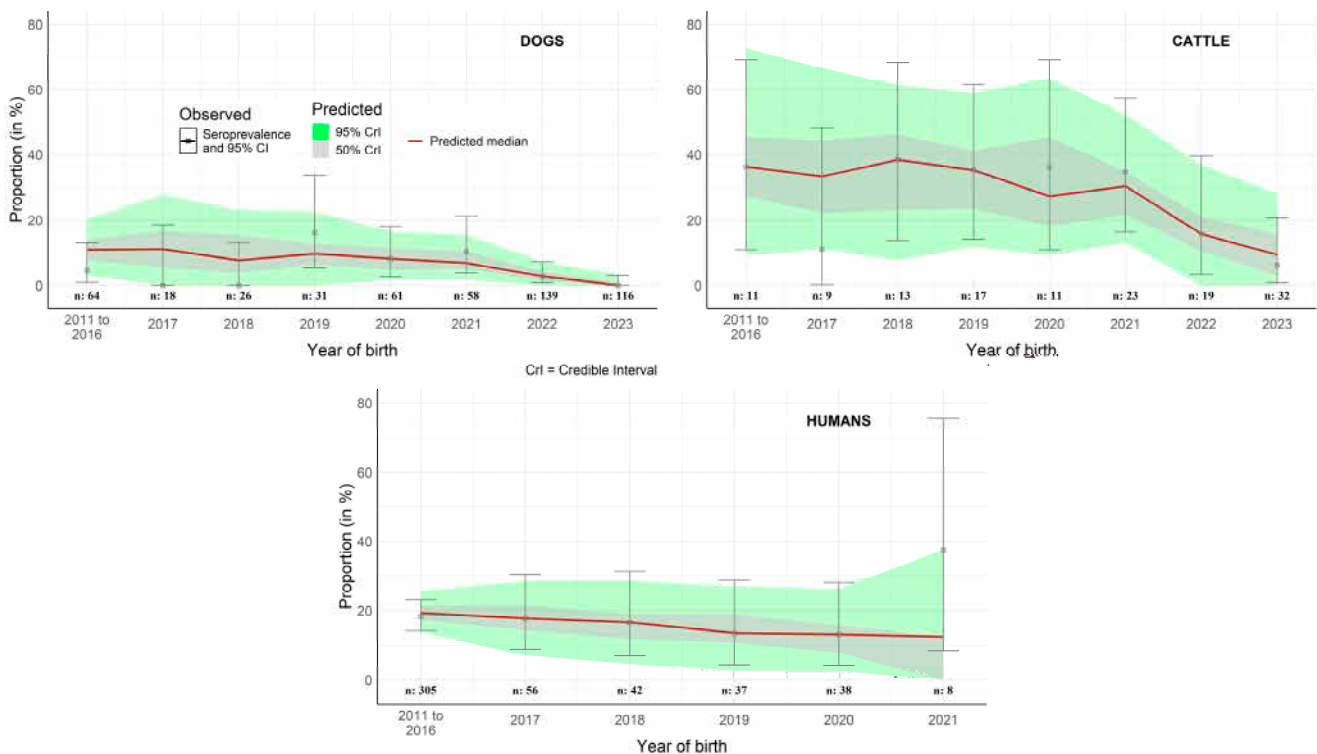 DOGS
80
60
40
20
0
Proportion (in %)
Observed
Seroprevalence
and 95% CI
Predicted
95% CrI
50% CrI
Predicted median
n: 64 n: 18 n: 26 n: 31 n: 61 n: 58 n: 139 n: 116
2011 to
2016
2017 2018 2019 2020 2021 2022 2023
Year of birth
CrI = Credible Interval
CATTLE
80
60
40
20
0
Proportion (in %)
n: 11 n: 9 n: 13 n: 17 n: 11 n: 23 n: 19 n: 32
2011 to
2016
2017 2018 2019 2020 2021 2022 2023
Year of birth
HUMANS
80
60
40
20
0
Proportion (in %)
n: 305 n: 56 n: 42 n: 37 n: 38 n: 8
2011 to
2016
2017 2018 2019 2020 2021
Year of birth